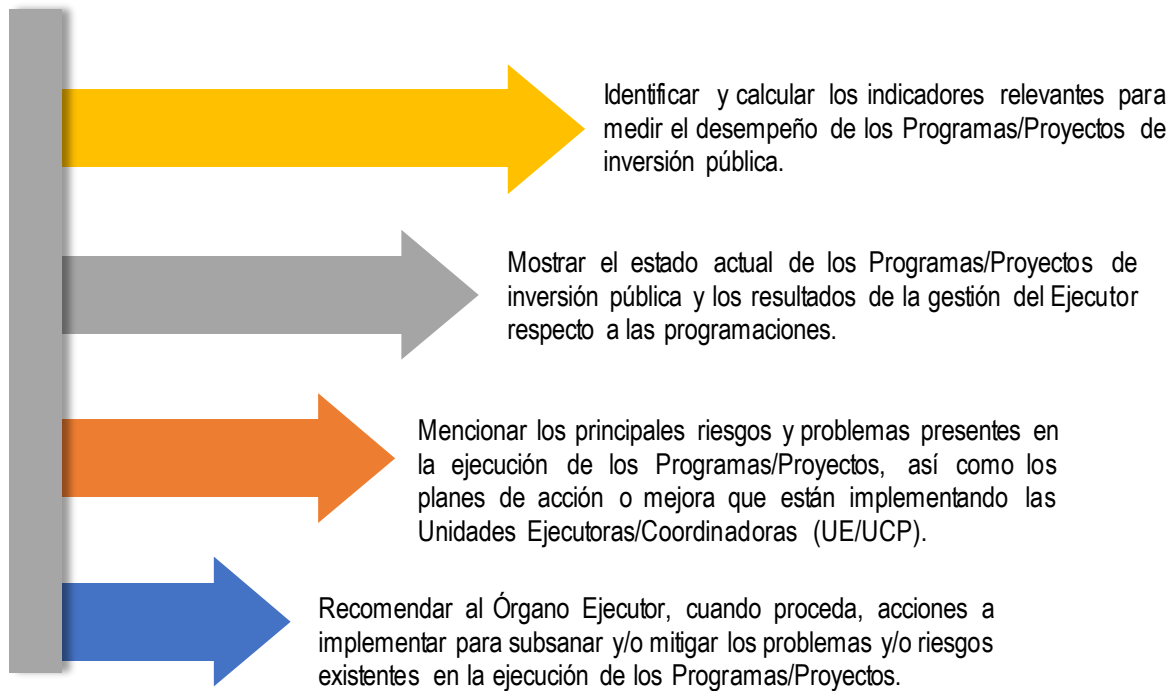 Identificar y calcular los indicadores relevantes para
medir el desempeño de los Programas/Proyectos de
inversión pública.
Mostrar el estado actual de los Programas/Proyectos de
inversión pública y los resultados de la gestión del Ejecutor
respecto a las programaciones.
Mencionar los principales riesgos y problemas presentes en
la ejecución de los Programas/Proyectos, así como los
planes de acción o mejora que están implementando las
Unidades Ejecutoras/Coordinadoras (UE/UCP).
Recomendar al Órgano Ejecutor, cuando proceda, acciones a
implementar para subsanar y/o mitigar los problemas y/o riesgos
existentes en la ejecución de los Programas/Proyectos.